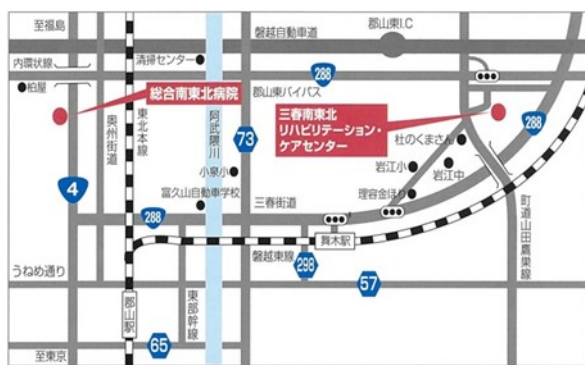 至福島
磐越自動車道
郡山東I.C
内環状線
清掃センター
288
柏屋
総合南東北病院
郡山東バイパス
三春南東北
リハビリテーション・
ケアセンター
288
奥州街道
東北本線
阿武隈川
73
杜のくまさん
小泉小
岩江小
岩江中
4
富久山自動車学校
三春街道
理容金ほり
288
舞木駅
町道山田鷹巣線
うねめ通り
磐越東線
298
57
郡山駅
東部幹線
65
至東京